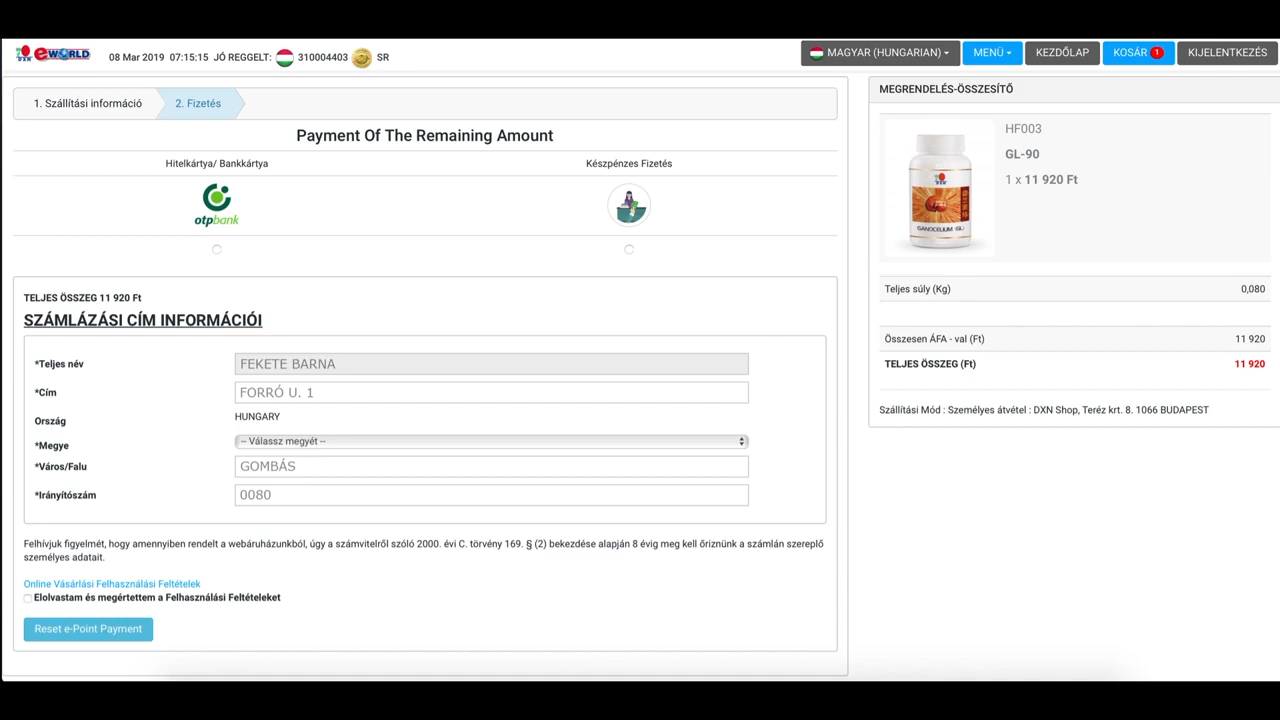 DXN eWORLD 08 Mar 2019 07:15:15 JÓ REGGELT: 310004403 SR
MAGYAR (HUNGARIAN) MENÜ KEZDŐLAP KOSÁR 1 KIJELENTKEZÉS
1. Szállítási információ 2. Fizetés
Payment Of The Remaining Amount
Hitelkártya/ Bankkártya Készpénzes Fizetés
otpbank
TELJES ÖSSZEG 11 920 Ft
SZÁMLÁZÁSI CÍM INFORMÁCIÓI
*Teljes név FEKETE BARNA
*Cím FORRÓ U. 1
Ország HUNGARY
*Megye -- Válassz megyét --
*Város/Falu GOMBÁS
*Irányítószám 0080
Felhívjuk figyelmét, hogy amennyiben rendelt a webáruházunkból, úgy a számvitelről szóló 2000. évi C. törvény 169. § (2) bekezdése alapján 8 évig meg kell őriznünk a számlán szereplő
személyes adatait.
Online Vásárlási Felhasználási Feltételek
Elolvastam és megértettem a Felhasználási Feltételeket
Reset e-Point Payment
MEGRENDELÉS-ÖSSZESÍTŐ
HF003
GL-90
1 x 11 920 Ft
DXN
GANOCELIUM (GL)
Teljes súly (Kg) 0,080
Összesen ÁFA - val (Ft) 11 920
TELJES ÖSSZEG (Ft) 11 920
Szállítási Mód : Személyes átvétel : DXN Shop, Teréz krt. 8. 1066 BUDAPEST